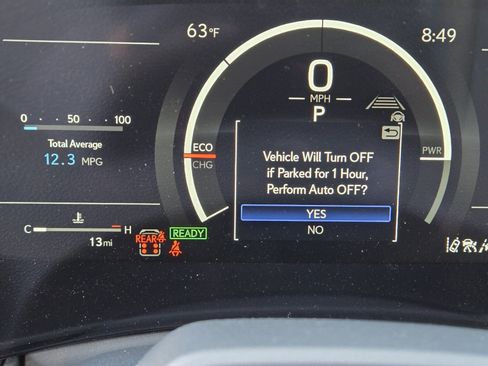 63°F
8:49
0 50 100
Total Average
12.3 MPG
0
MPH
P
ECO
CHG
PWR
Vehicle Will Turn OFF
if Parked for 1 Hour,
Perform Auto OFF?
YES
NO
C H
13mi
REAR
READY